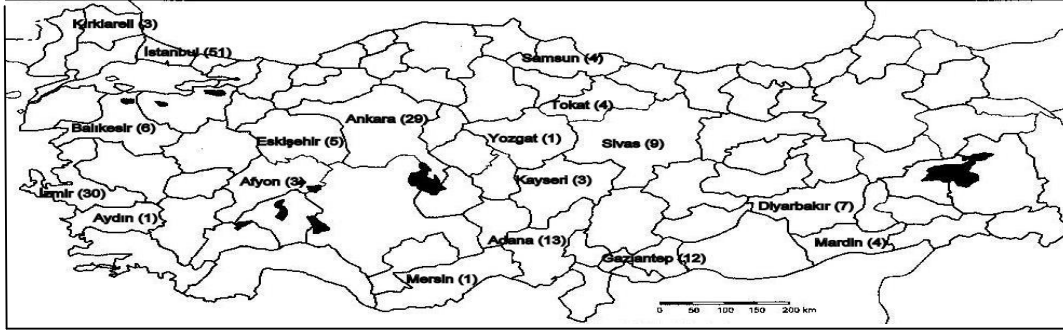 Kırklareli (3)
İstanbul (51)
Samsun (4)
Tokat (4)
Ankara (29)
Balıkesir (6)
Eskişehir (5)
Yozgat (1)
Sivas (9)
Afyon (3)
Kayseri (3)
İzmir (30)
Diyarbakır (7)
Aydın (1)
Adana (13)
Mardin (4)
Gaziantep (12)
Mersin (1)
0 50 100 150 200 km